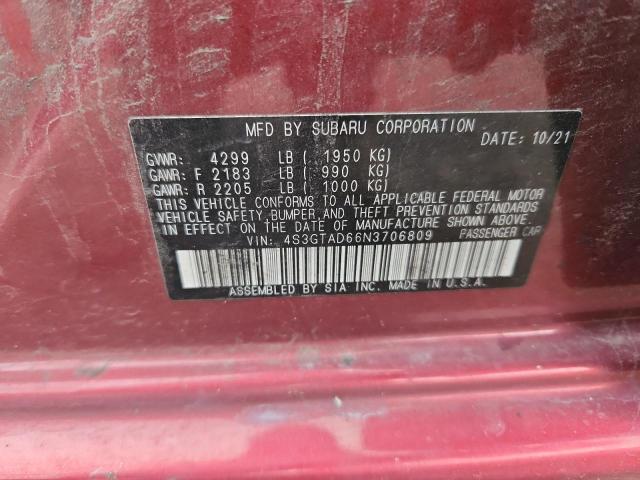 MFD BY SUBARU CORPORATION
DATE: 10/21
GVWR: 4299 LB ( 1950 KG)
GAWR: F 2183 LB ( 990 KG)
GAWR: R 2205 LB ( 1000 KG)
THIS VEHICLE CONFORMS TO ALL APPLICABLE FEDERAL MOTOR
VEHICLE SAFETY, BUMPER AND THEFT PREVENTION STANDARDS
IN EFFECT ON THE DATE OF MANUFACTURE SHOWN ABOVE.
VIN: 4S3GTAD66N3706809 PASSENGER CAR
ASSEMBLED BY SIA INC. MADE IN U.S.A.